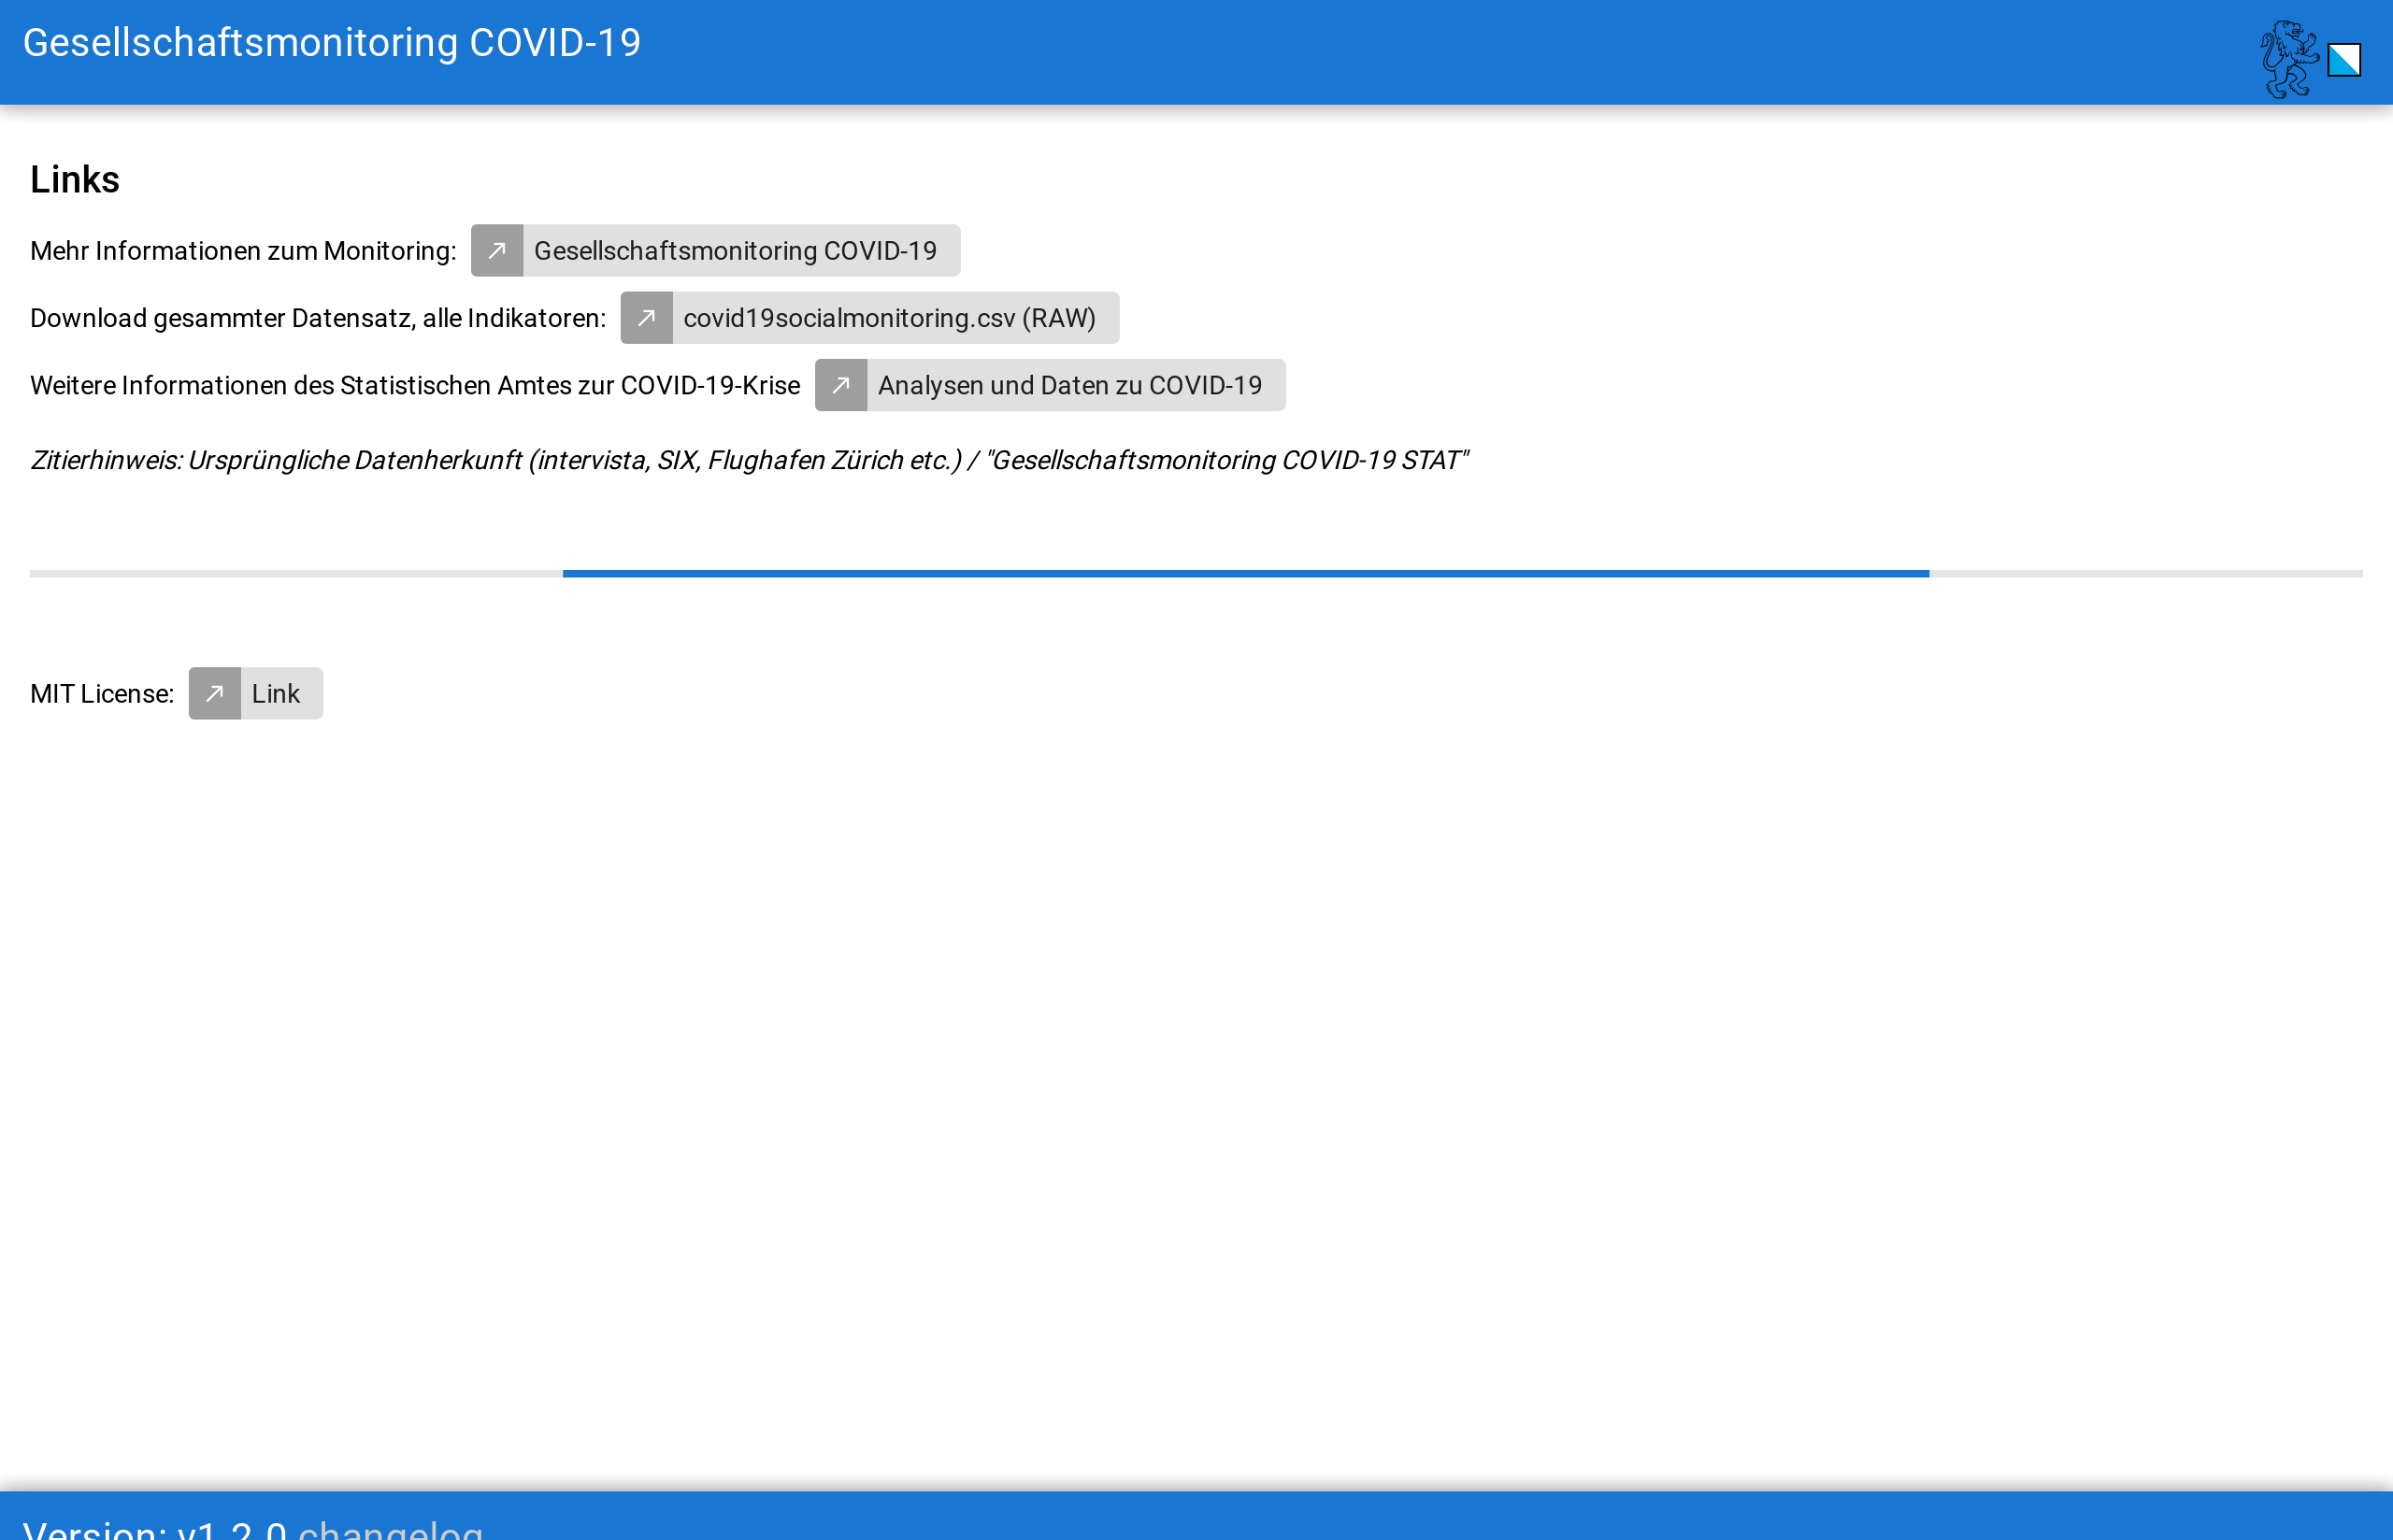 Gesellschaftsmonitoring COVID-19
Links
Mehr Informationen zum Monitoring: Gesellschaftsmonitoring COVID-19
Download gesammter Datensatz, alle Indikatoren: covid19socialmonitoring.csv (RAW)
Weitere Informationen des Statistischen Amtes zur COVID-19-Krise Analysen und Daten zu COVID-19
Zitierhinweis: Ursprüngliche Datenherkunft (intervista, SIX, Flughafen Zürich etc.) / "Gesellschaftsmonitoring COVID-19 STAT"
MIT License: Link
Version: v1.2.0 changelog